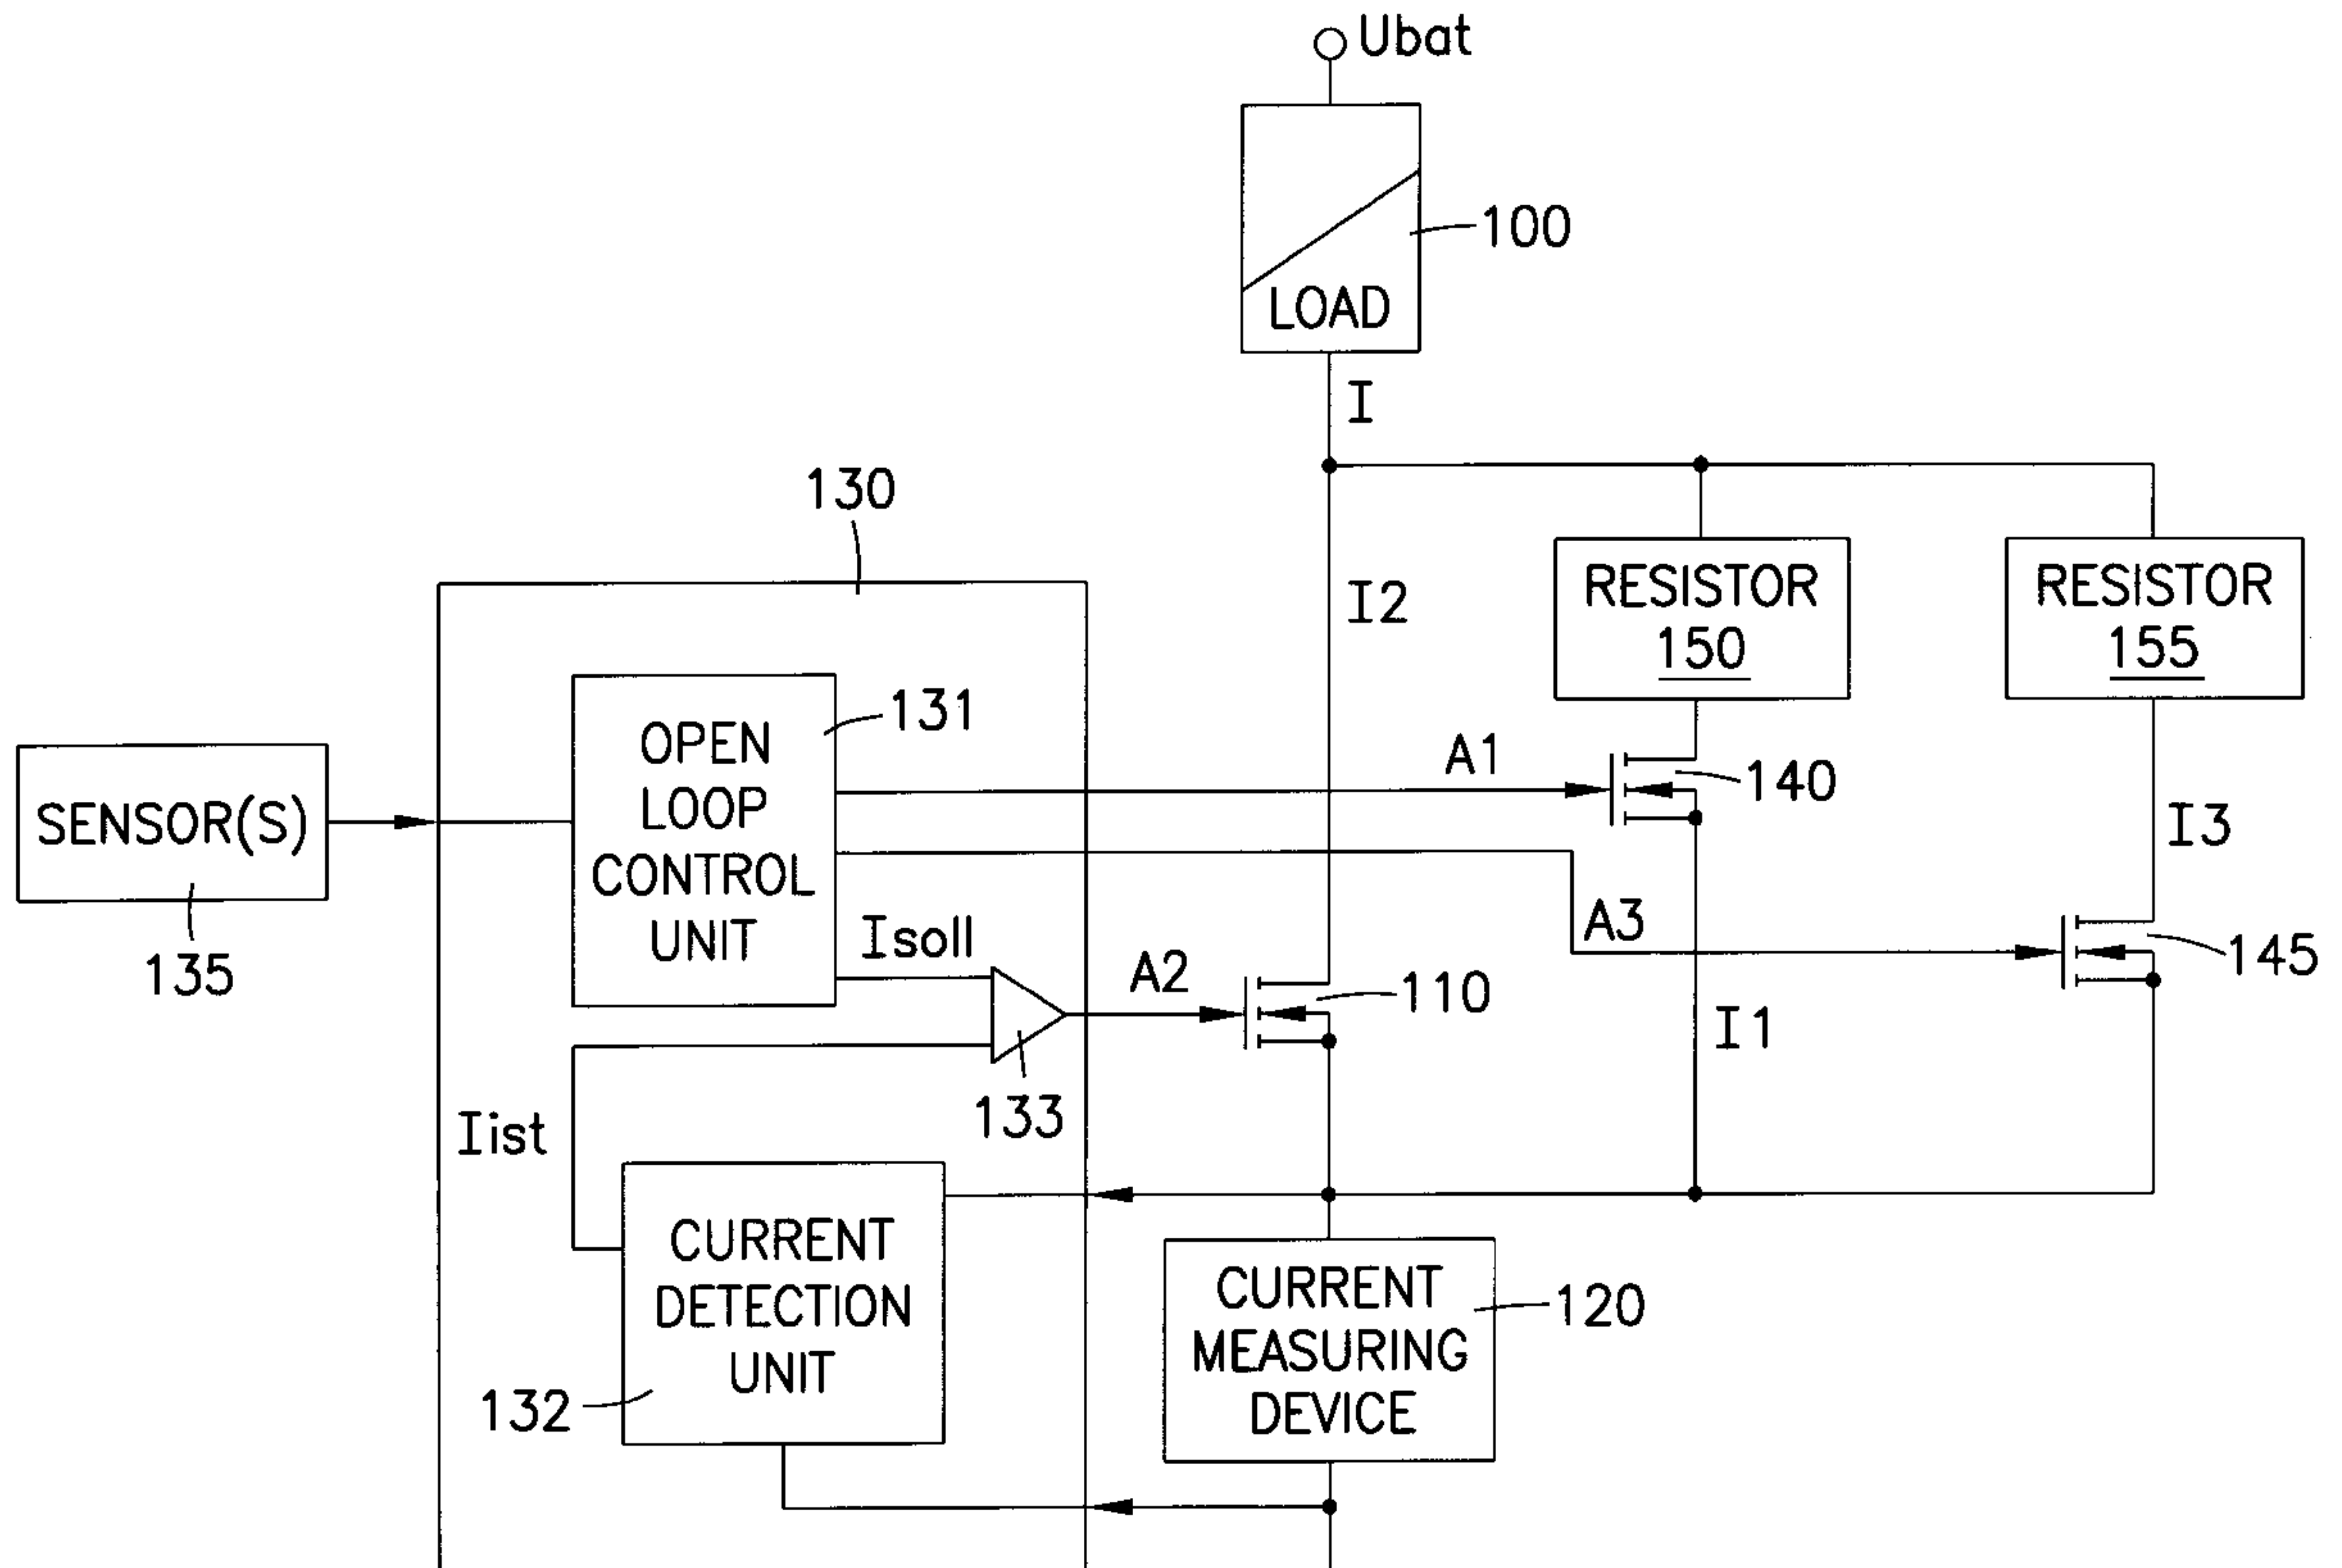 Ubat
100
LOAD
I
130
I2
RESISTOR
150
RESISTOR
155
131
OPEN
LOOP
CONTROL
UNIT
A1
140
SENSOR(S)
135
I3
A3
145
Isoll
A2
110
I1
133
Iist
CURRENT
DETECTION
UNIT
132
CURRENT
MEASURING
DEVICE
120